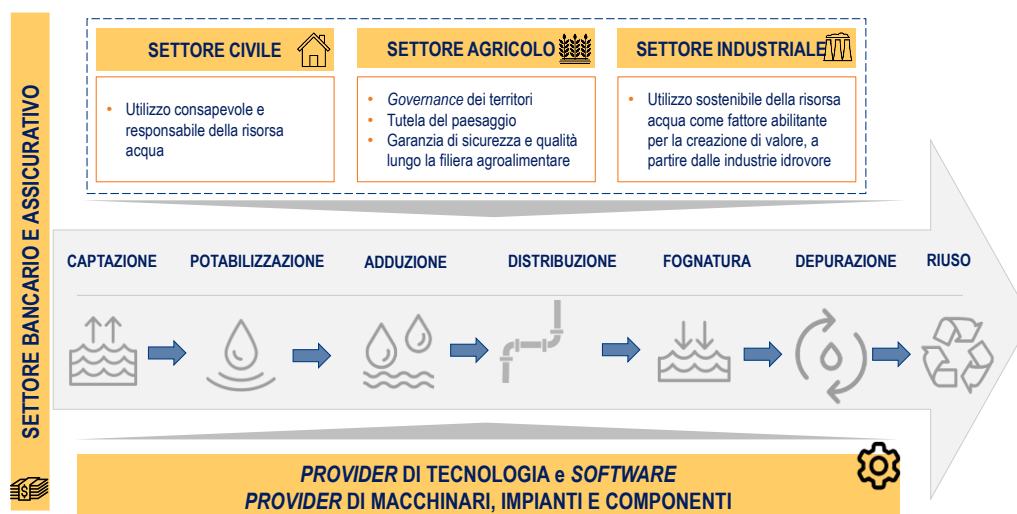 SETTORE BANCARIO E ASSICURATIVO
SETTORE CIVILE
Utilizzo consapevole e
responsabile della risorsa
acqua
SETTORE AGRICOLO
Governance dei territori
Tutela del paesaggio
Garanzia di sicurezza e qualità
lungo la filiera agroalimentare
SETTORE INDUSTRIALE
Utilizzo sostenibile della risorsa
acqua come fattore abilitante
per la creazione di valore, a
partire dalle industrie idrovore
CAPTAZIONE
POTABILIZZAZIONE
ADDUZIONE
DISTRIBUZIONE
FOGNATURA
DEPURAZIONE
RIUSO
PROVIDER DI TECNOLOGIA e SOFTWARE
PROVIDER DI MACCHINARI, IMPIANTI E COMPONENTI